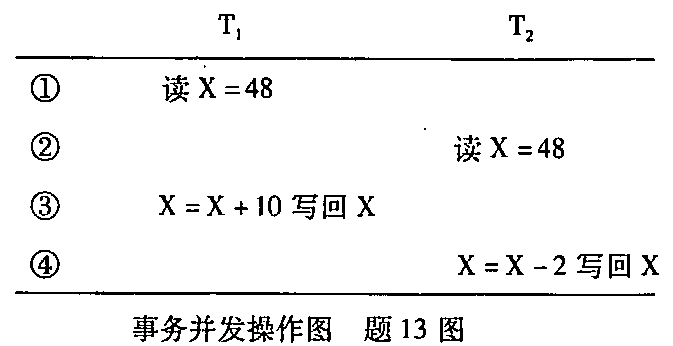 T₁ T₂
① 读 X = 48
② 读 X = 48
③ X = X + 10 写回 X
④ X = X - 2 写回 X
事务并发操作图 题 13 图